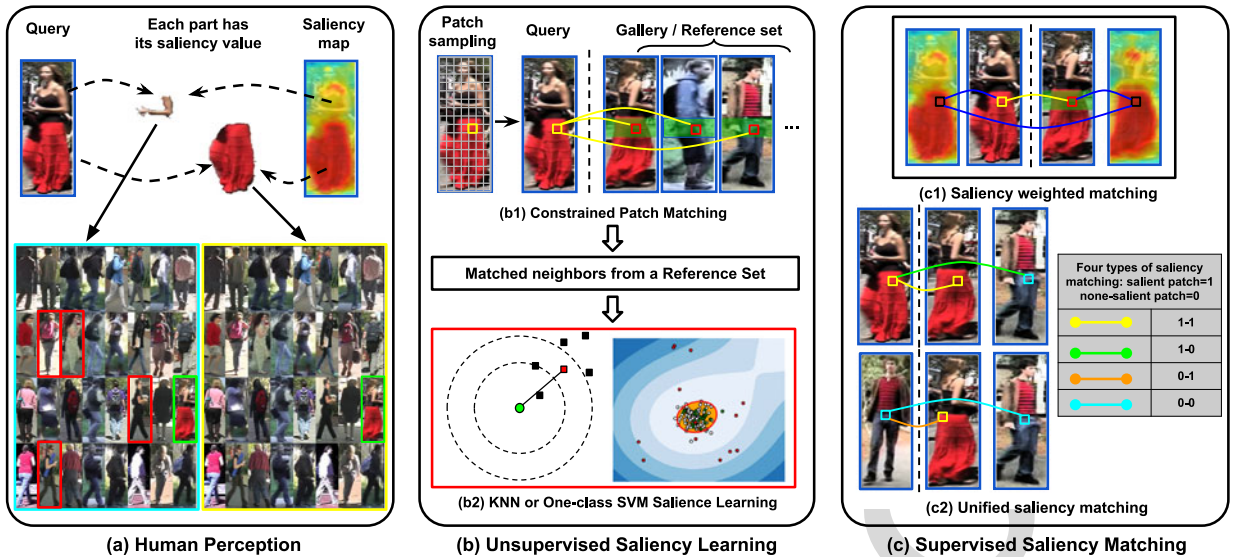 Query
Each part has
its saliency value
Saliency
map
(a) Human Perception
Patch
sampling
Query
Gallery / Reference set
...
(b1) Constrained Patch Matching
Matched neighbors from a Reference Set
(b2) KNN or One-class SVM Salience Learning
(b) Unsupervised Saliency Learning
(c1) Saliency weighted matching
Four types of saliency
matching: salient patch=1
none-salient patch=0
1-1
1-0
0-1
0-0
(c2) Unified saliency matching
(c) Supervised Saliency Matching